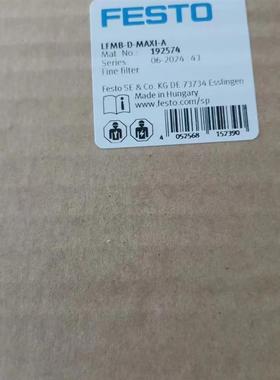 FESTO
LFMB-D-MAXI-A
Mat. No.: 192574
Series: 06-2024 43
Fine filter
Festo SE & Co. KG DE 73734 Esslingen
Made in Hungary
www.festo.com/sp
4 052568 152390